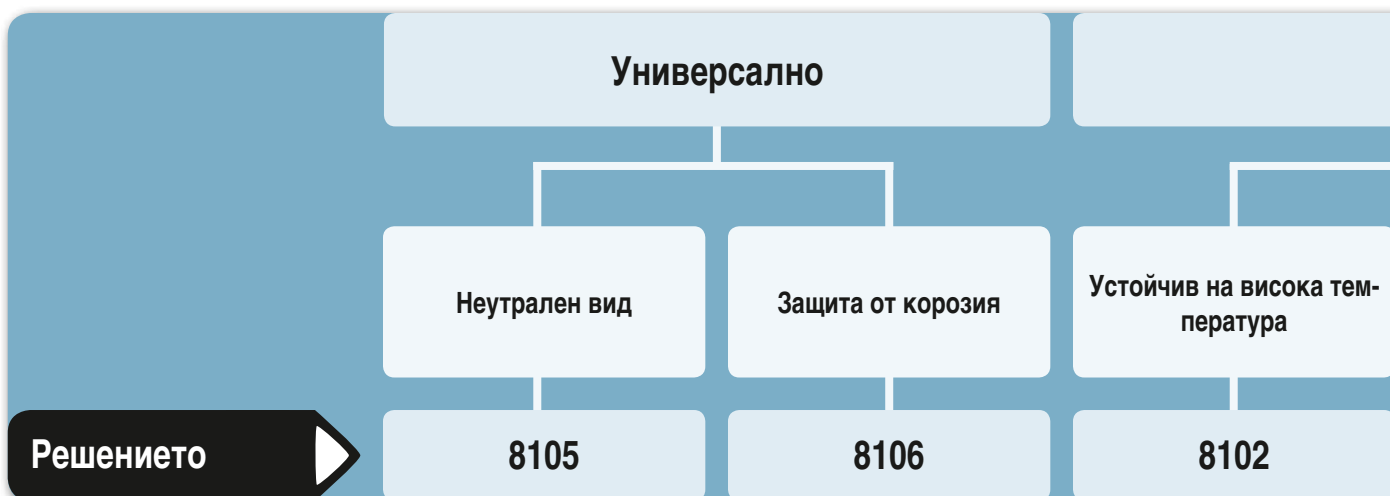 Универсално
Неутрален вид
Защита от корозия
Устойчив на висока тем-
пература
Решението
8105
8106
8102